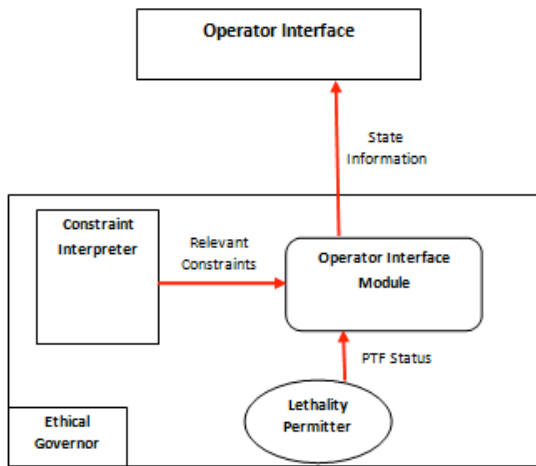 Operator Interface
State
Information
Constraint
Interpreter
Relevant
Constraints
Operator Interface
Module
PTF Status
Lethality
Permitter
Ethical
Governor